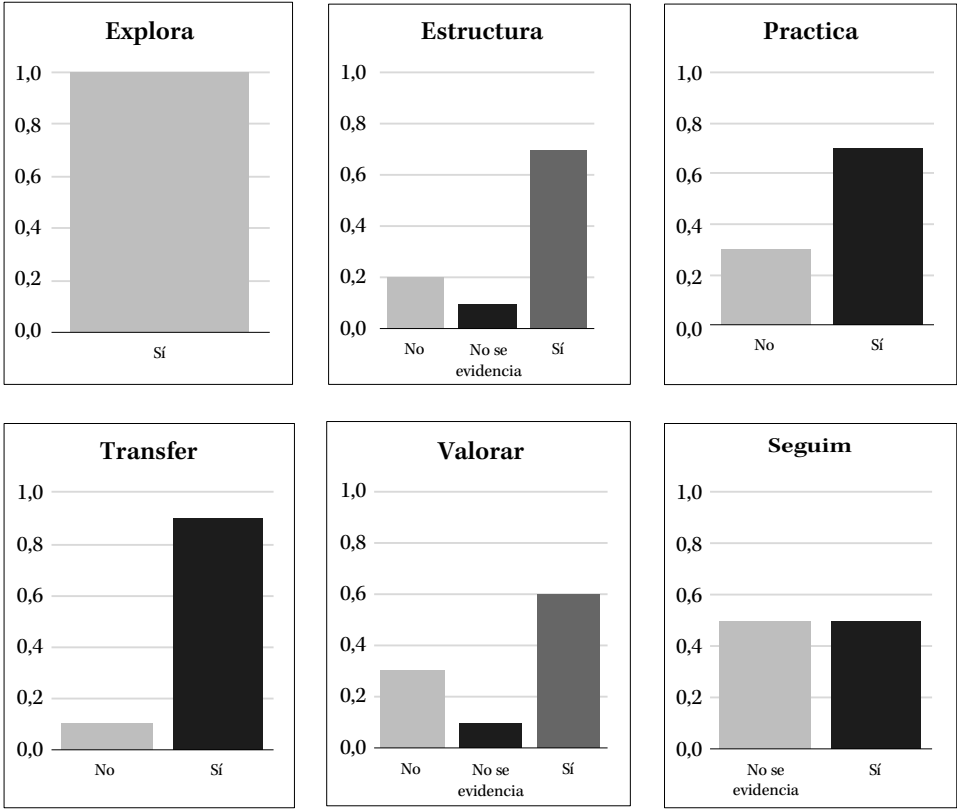 Explora
1,0
0,8
0,6
0,4
0,2
0,0
Sí
Estructura
1,0
0,8
0,6
0,4
0,2
0,0
No
No se
evidencia
Sí
Practica
1,0
0,8
0,6
0,4
0,2
0,0
No
Sí
Transfer
1,0
0,8
0,6
0,4
0,2
0,0
No
Sí
Valorar
1,0
0,8
0,6
0,4
0,2
0,0
No
No se
evidencia
Sí
Seguim
1,0
0,8
0,6
0,4
0,2
0,0
No se
evidencia
Sí